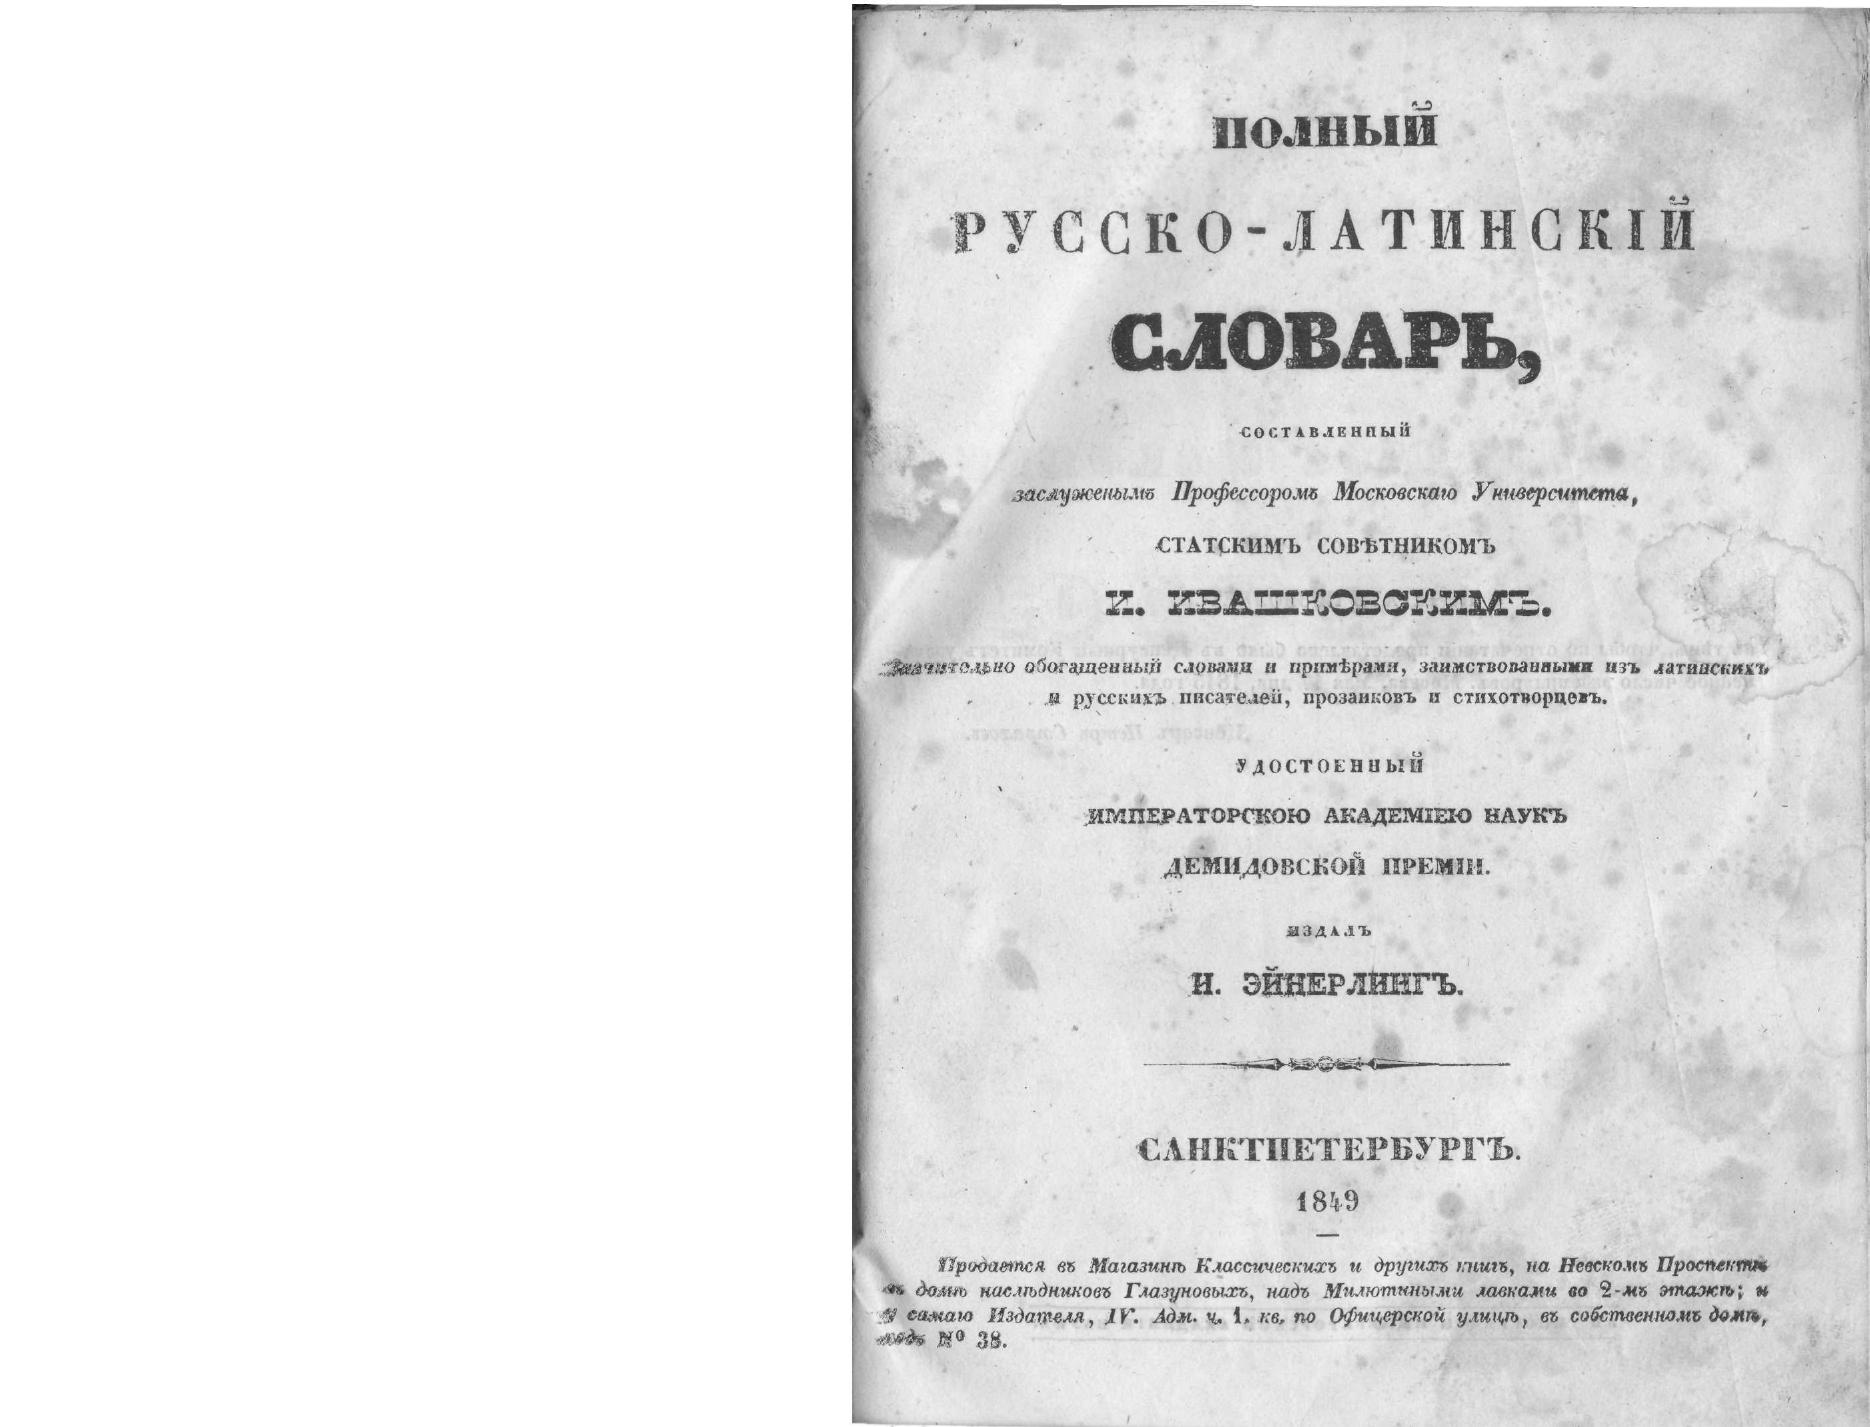 ПОЛНЫЙ
РУССКО-ЛАТИНСКІЙ
СЛОВАРЬ,
СОСТАВЛЕННЫЙ
заслуженымъ Профессоромъ Московскаго Университета,
СТАТСКИМЪ СОВѢТНИКОМЪ
И. ИВАШКОВСКИМЪ.
Значительно обогащенный словами и примѣрами, заимствованными изъ латинскихъ
и русскихъ писателей, прозаиковъ и стихотворцевъ.
УДОСТОЕННЫЙ
ИМПЕРАТОРСКОЮ АКАДЕМІЕЮ НАУКЪ
ДЕМИДОВСКОЙ ПРЕМІИ.
ИЗДАЛЪ
И. ЭЙНЕРЛИНГЪ.
САНКТПЕТЕРБУРГЪ.
1849
Продается въ Магазинѣ Классическихъ и другихъ книгъ, на Невскомъ Проспектѣ
въ домѣ наслѣдниковъ Глазуновыхъ, надъ Милютиными лавками во 2-мъ этажѣ; и
у самаго Издателя, IV. Адм. ч. 1. кв. по Офицерской улицѣ, въ собственномъ домѣ,
подъ № 38.